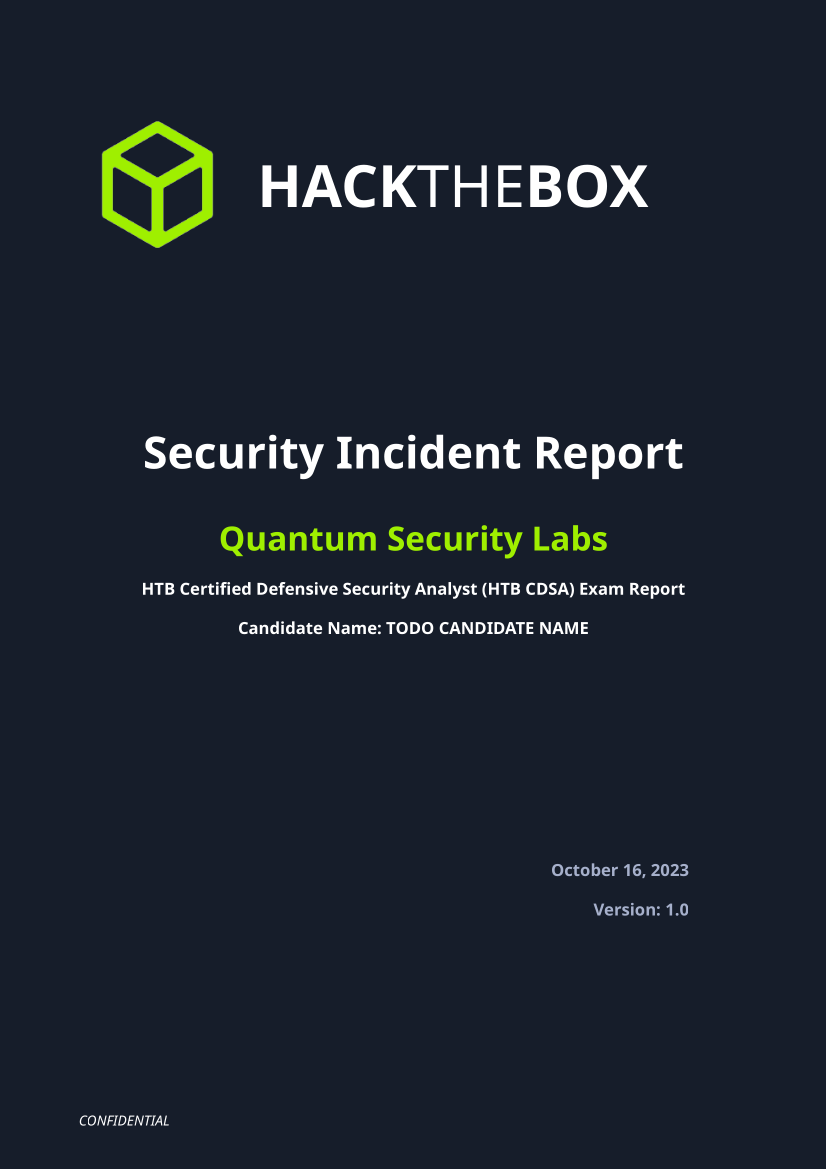 HACKTHEBOX
Security Incident Report
Quantum Security Labs
HTB Certified Defensive Security Analyst (HTB CDSA) Exam Report
Candidate Name: TODO CANDIDATE NAME
October 16, 2023
Version: 1.0
CONFIDENTIAL